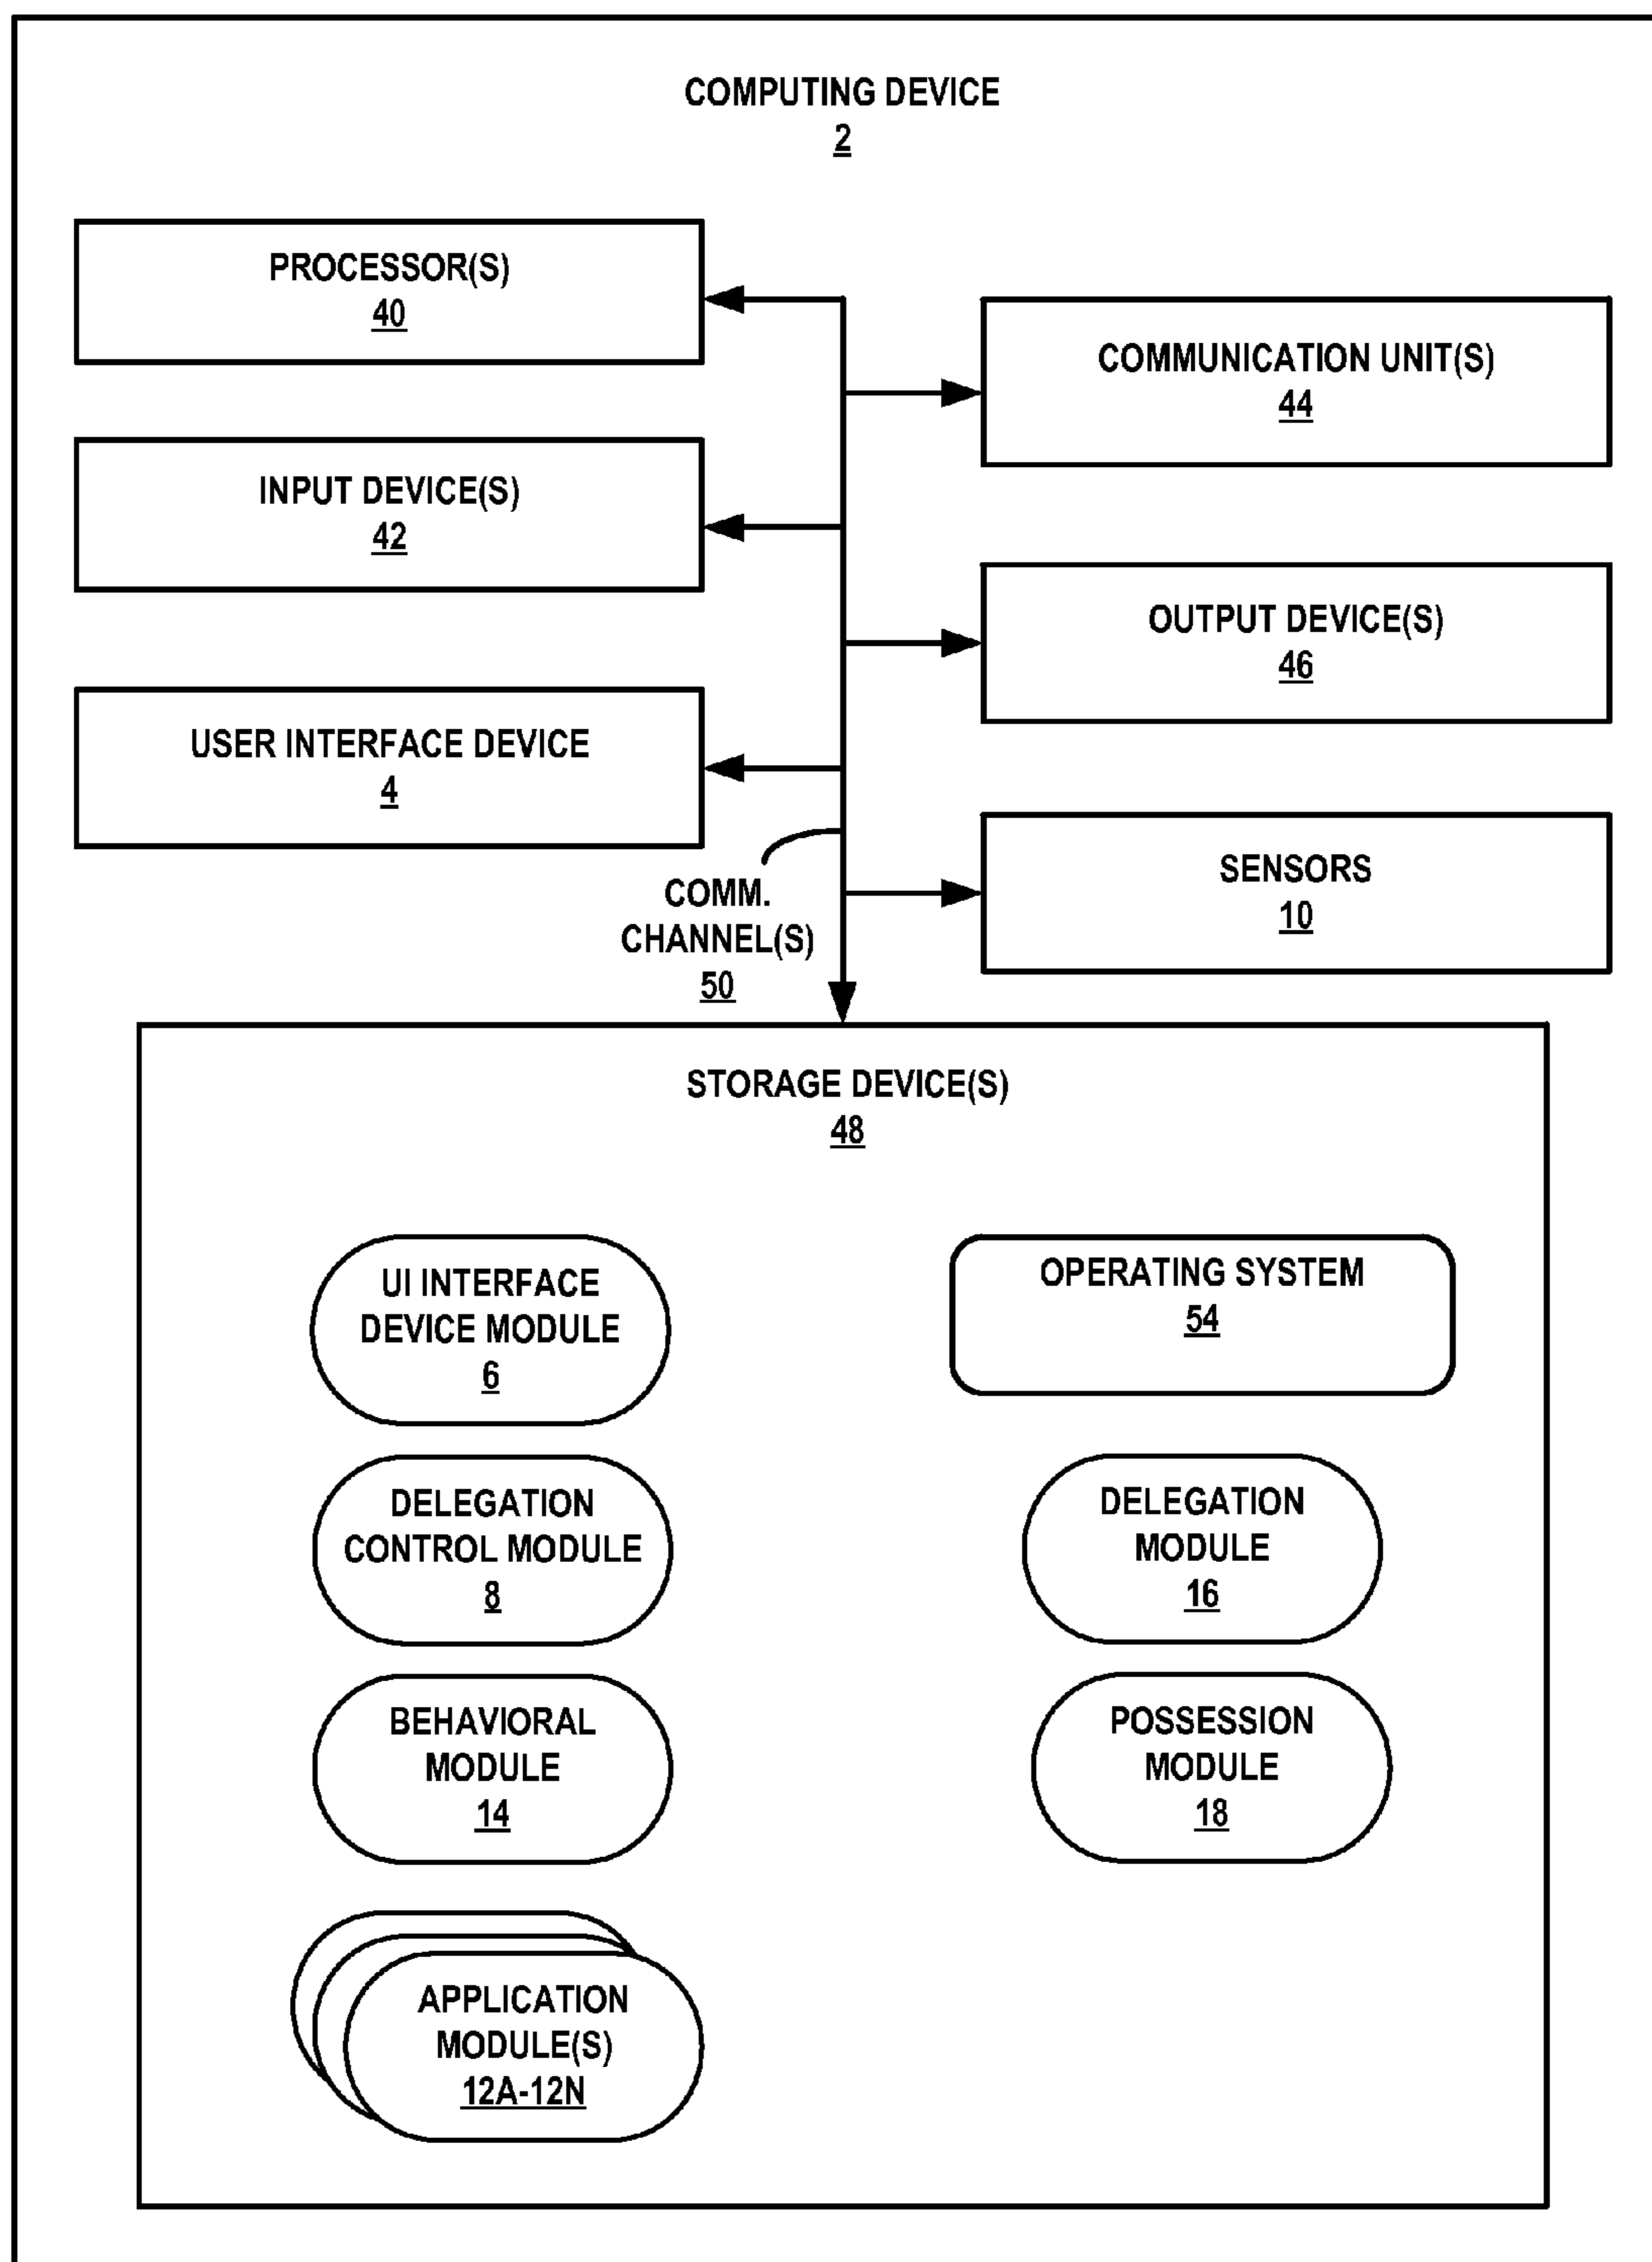 COMPUTING DEVICE
2
PROCESSOR(S)
40
COMMUNICATION UNIT(S)
44
INPUT DEVICE(S)
42
OUTPUT DEVICE(S)
46
USER INTERFACE DEVICE
4
SENSORS
10
COMM.
CHANNEL(S)
50
STORAGE DEVICE(S)
48
UI INTERFACE
DEVICE MODULE
6
OPERATING SYSTEM
54
DELEGATION
CONTROL MODULE
8
DELEGATION
MODULE
16
BEHAVIORAL
MODULE
14
POSSESSION
MODULE
18
APPLICATION
MODULE(S)
12A-12N